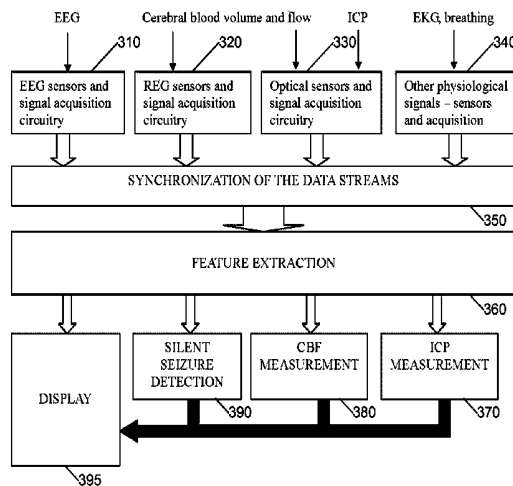 EEG
Cerebral blood volume and flow
ICP
EKG, breathing
310
320
330
340
EEG sensors and
signal acquisition
circuitry
REG sensors and
signal acquisition
circuitry
Optical sensors and
signal acquisition
circuitry
Other physiological
signals – sensors
and acquisition
SYNCHRONIZATION OF THE DATA STREAMS
350
FEATURE EXTRACTION
360
DISPLAY
SILENT
SEIZURE
DETECTION
CBF
MEASUREMENT
ICP
MEASUREMENT
390
380
370
395